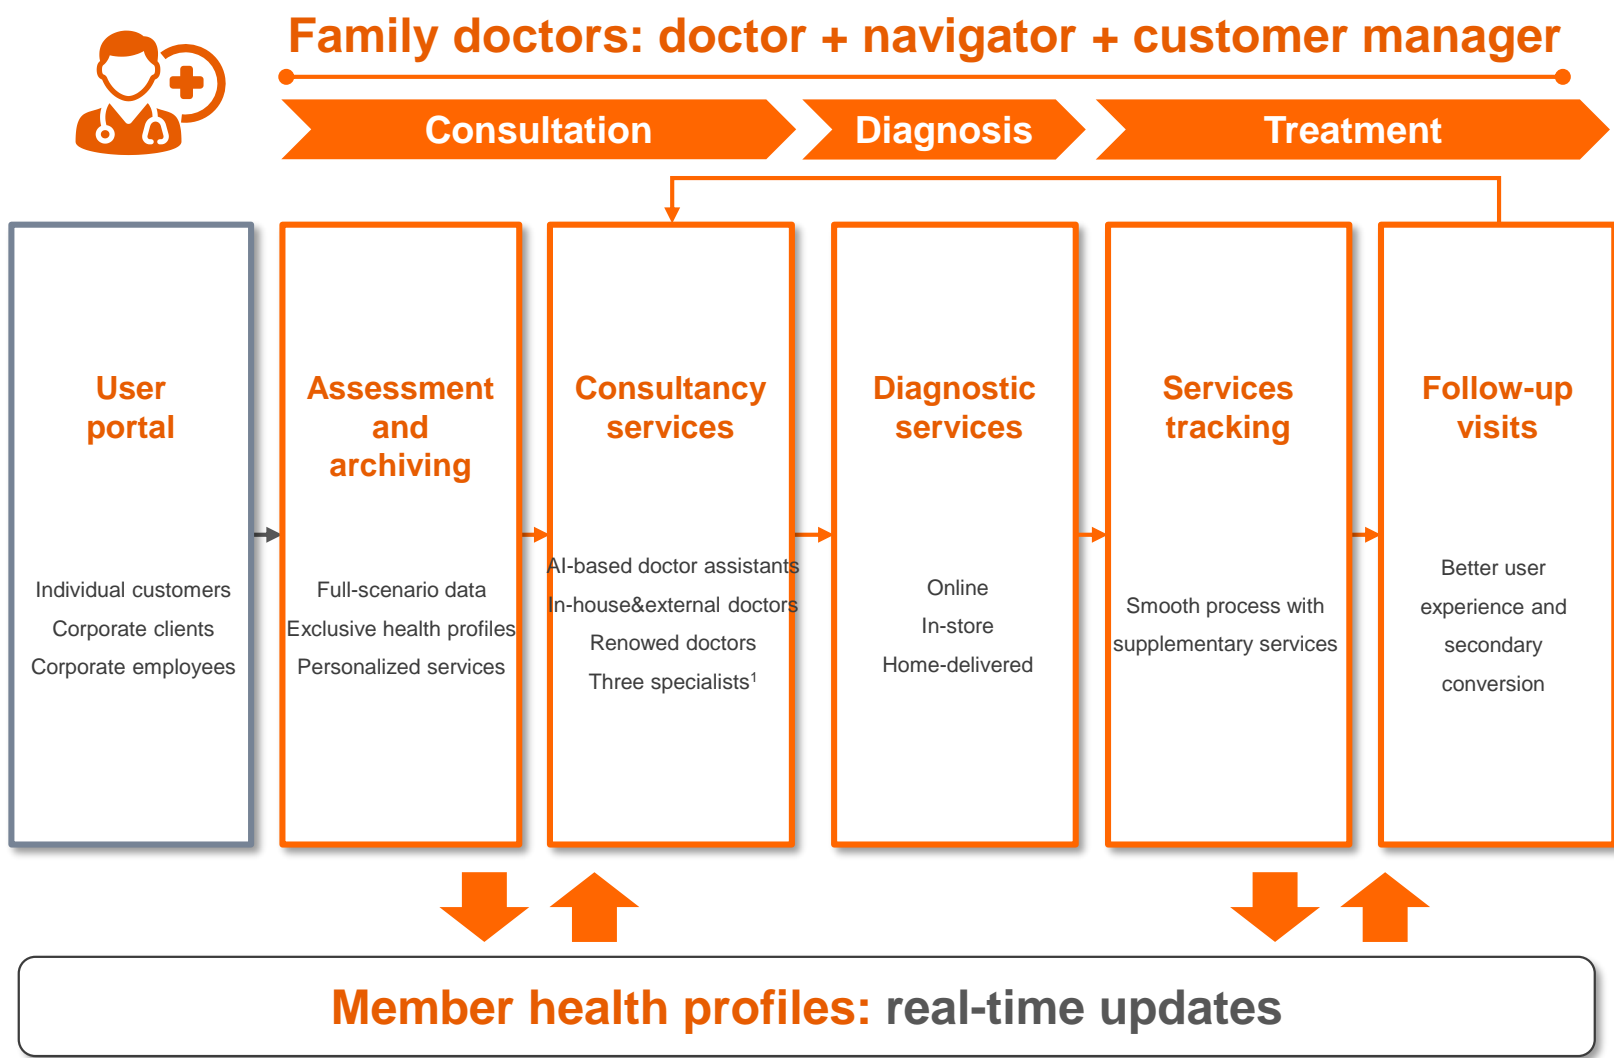 Family doctors: doctor + navigator + customer manager
Consultation
Diagnosis
Treatment
User
portal
Individual customers
Corporate clients
Corporate employees
Assessment
and
archiving
Full-scenario data
Exclusive health profiles
Personalized services
Consultancy
services
AI-based doctor assistants
In-house&external doctors
Renowed doctors
Three specialists¹
Diagnostic
services
Online
In-store
Home-delivered
Services
tracking
Smooth process with
supplementary services
Follow-up
visits
Better user
experience and
secondary
conversion
Member health profiles: real-time updates